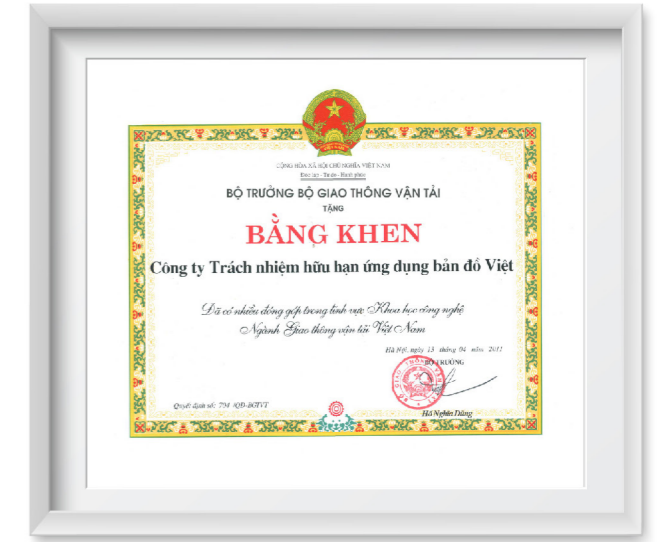 CỘNG HÒA XÃ HỘI CHỦ NGHĨA VIỆT NAM
Độc lập - Tự do - Hạnh phúc
BỘ TRƯỞNG BỘ GIAO THÔNG VẬN TẢI
TẶNG
BẰNG KHEN
Công ty Trách nhiệm hữu hạn ứng dụng bản đồ Việt
Đã có nhiều đóng góp trong lĩnh vực Khoa học công nghệ
Ngành Giao thông vận tải Việt Nam
Hà Nội, ngày 13 tháng 04 năm 2011
BỘ TRƯỞNG
Quyết định số: 794 /QĐ-BGTVT
Hồ Nghĩa Dũng